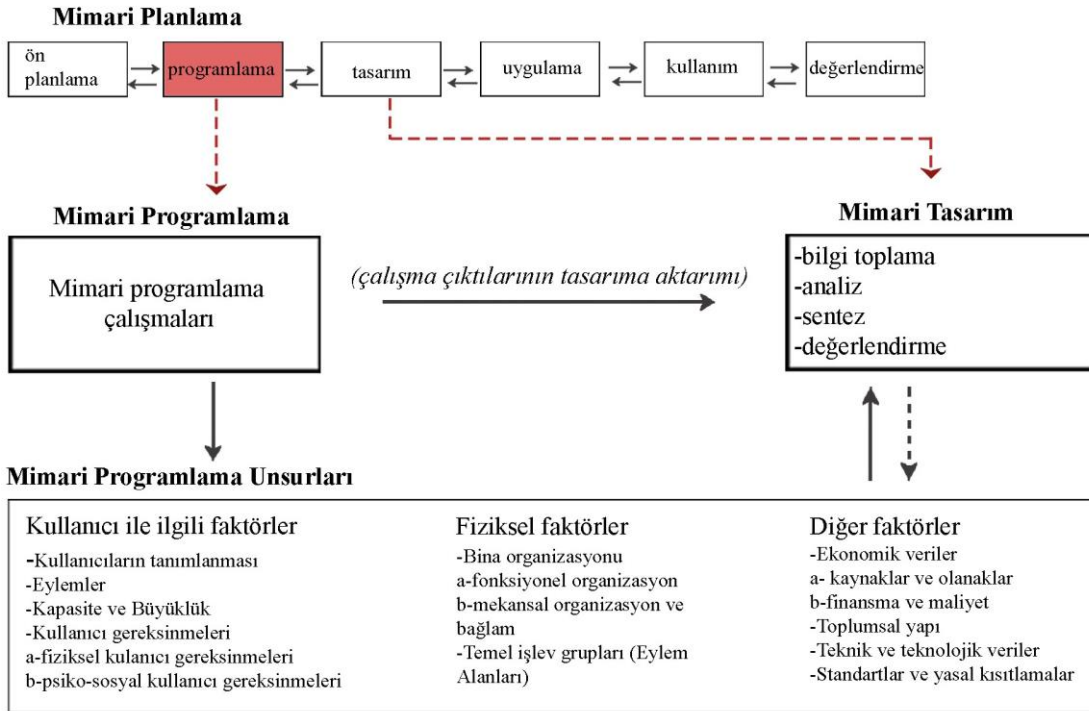 Mimari Planlama
ön
planlama
programlama
tasarım
uygulama
kullanım
değerlendirme
Mimari Programlama
Mimari programlama
çalışmaları
(çalışma çıktılarının tasarıma aktarımı)
Mimari Tasarım
-bilgi toplama
-analiz
-sentez
-değerlendirme
Mimari Programlama Unsurları
Kullanıcı ile ilgili faktörler
-Kullanıcıların tanımlanması
-Eylemler
-Kapasite ve Büyüklük
-Kullanıcı gereksinmeleri
a-fiziksel kulanıcı gereksinmeleri
b-psiko-sosyal kullanıcı gereksinmeleri
Fiziksel faktörler
-Bina organizasyonu
a-fonksiyonel organizasyon
b-mekansal organizasyon ve
bağlam
-Temel işlev grupları (Eylem
Alanları)
Diğer faktörler
-Ekonomik veriler
a- kaynaklar ve olanaklar
b-finansma ve maliyet
-Toplumsal yapı
-Teknik ve teknolojik veriler
-Standartlar ve yasal kısıtlamalar